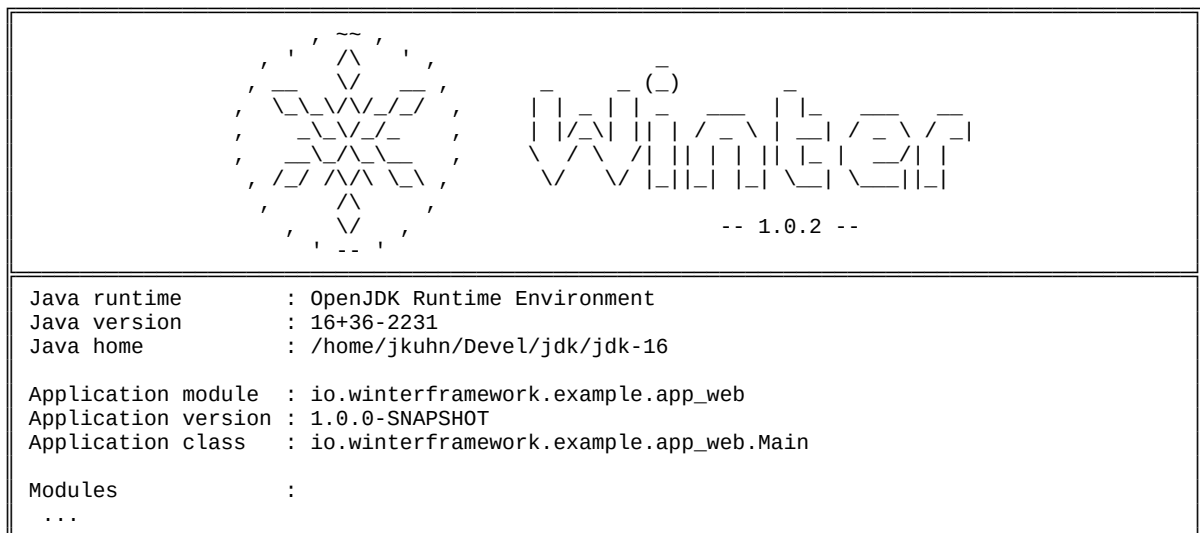 Winter
-- 1.0.2 --
Java runtime : OpenJDK Runtime Environment
Java version : 16+36-2231
Java home : /home/jkuhn/Devel/jdk/jdk-16
Application module : io.winterframework.example.app_web
Application version : 1.0.0-SNAPSHOT
Application class : io.winterframework.example.app_web.Main
Modules :
...